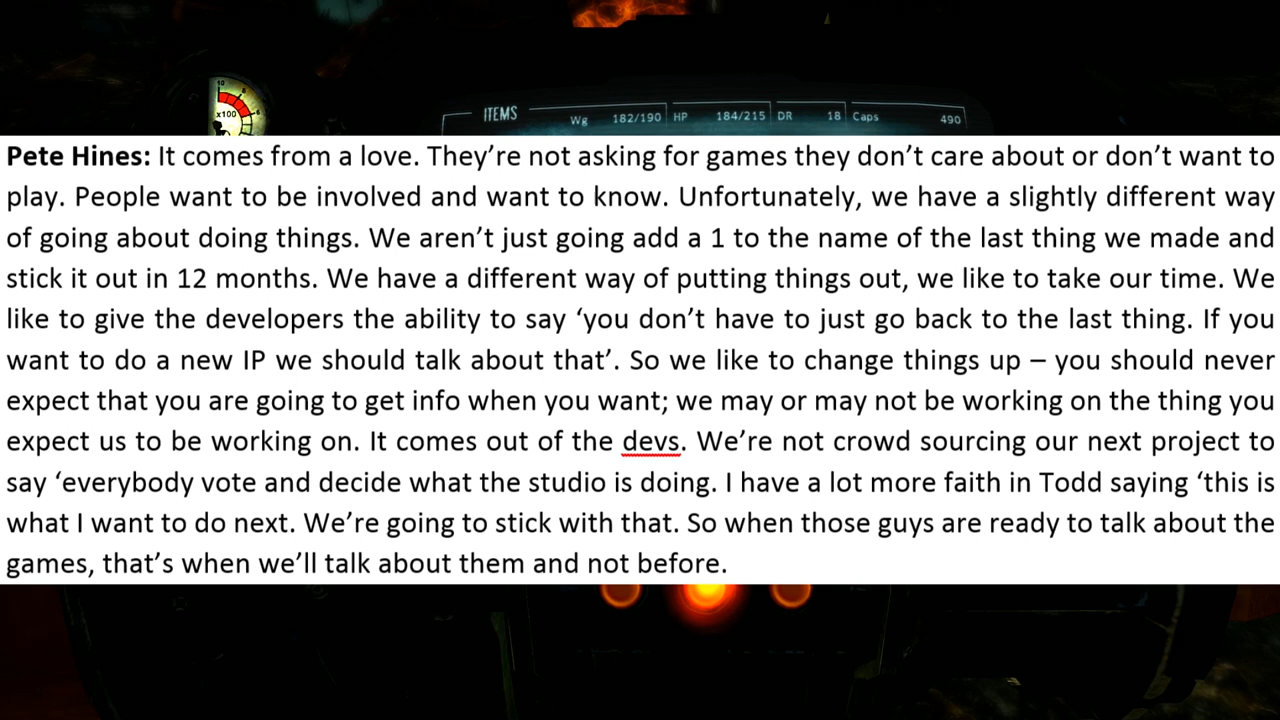 10
8
6
x100
ITEMS Wg 182/190 HP 184/215 DR 18 Caps 490
Pete Hines: It comes from a love. They’re not asking for games they don’t care about or don’t want to
play. People want to be involved and want to know. Unfortunately, we have a slightly different way
of going about doing things. We aren’t just going add a 1 to the name of the last thing we made and
stick it out in 12 months. We have a different way of putting things out, we like to take our time. We
like to give the developers the ability to say ‘you don’t have to just go back to the last thing. If you
want to do a new IP we should talk about that’. So we like to change things up – you should never
expect that you are going to get info when you want; we may or may not be working on the thing you
expect us to be working on. It comes out of the devs. We’re not crowd sourcing our next project to
say ‘everybody vote and decide what the studio is doing. I have a lot more faith in Todd saying ‘this is
what I want to do next. We’re going to stick with that. So when those guys are ready to talk about the
games, that’s when we’ll talk about them and not before.